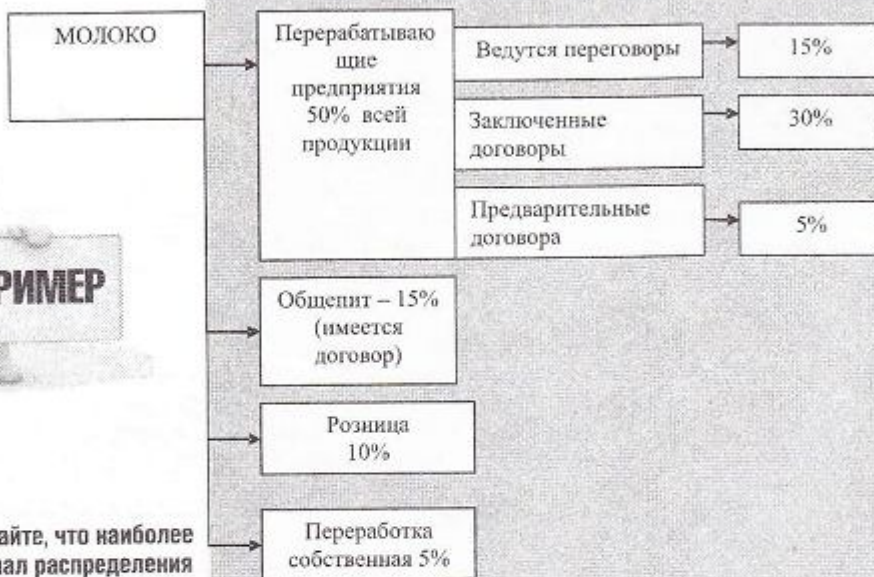 МОЛОКО
Перерабатываю
щие
предприятия
50% всей
продукции
Ведутся переговоры
15%
Заключенные
договоры
30%
Предварительные
договора
5%
РИМЕР
Общепит – 15%
(имеется
договор)
Розница
10%
Переработка
собственная 5%
айте, что наиболее
ал распределения